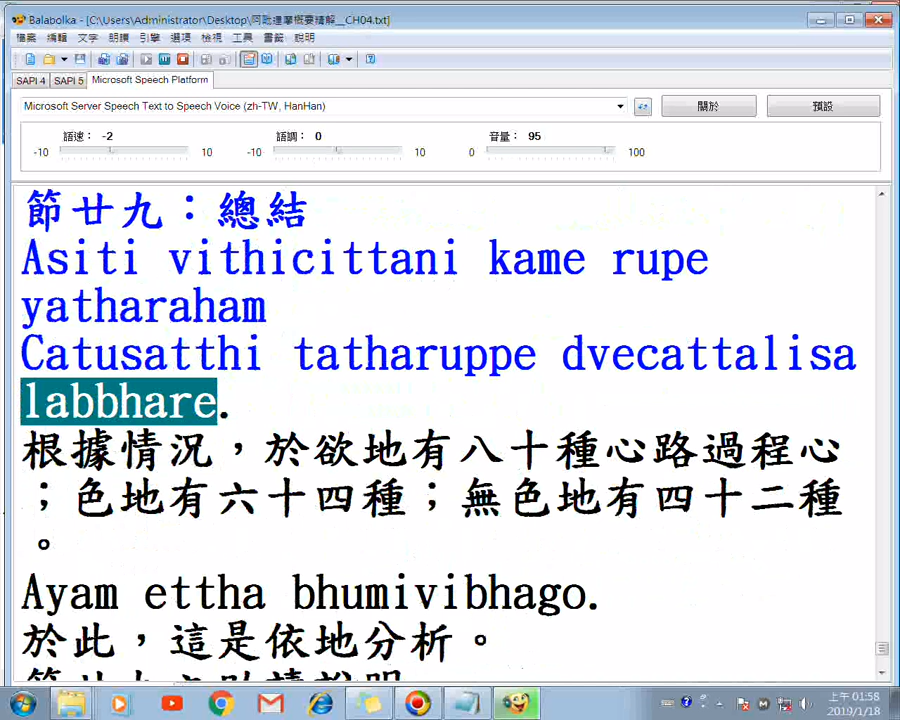 Balabolka - [C:\Users\Administrator\Desktop\阿毗達摩概要精解__CH04.txt]
檔案 編輯 文字 朗讀 引擎 選項 檢視 工具 書籤 說明
SAPI 4 SAPI 5 Microsoft Speech Platform
Microsoft Server Speech Text to Speech Voice (zh-TW, HanHan) 關於 預設
語速： -2 語調： 0 音量： 95
-10 10 -10 10 0 100
節廿九：總結
Asiti vithicittani kame rupe
yatharaham
Catusatthi tatharuppe dvecattalisa
labbhare.
根據情況，於欲地有八十種心路過程心
；色地有六十四種；無色地有四十二種
。
Ayam ettha bhumivibhago.
於此，這是依地分析。
上午 01:58
2019/1/18